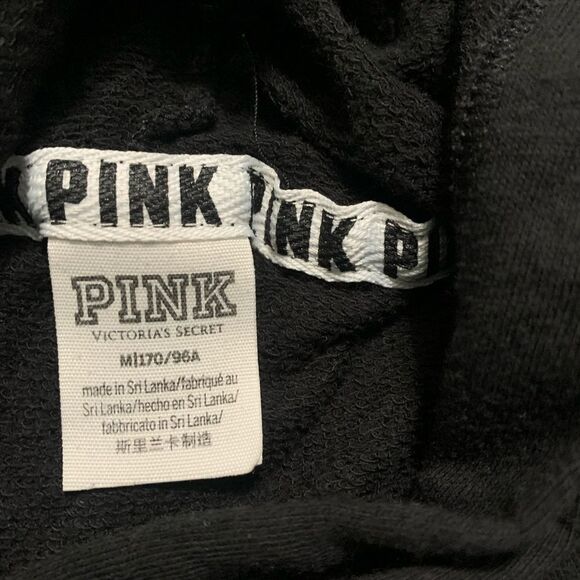 K PINK PINK PINK
PINK
VICTORIA'S SECRET
M|170/96A
made in Sri Lanka/fabriqué au
Sri Lanka/hecho en Sri Lanka/
fabbricato in Sri Lanka/
斯里兰卡制造